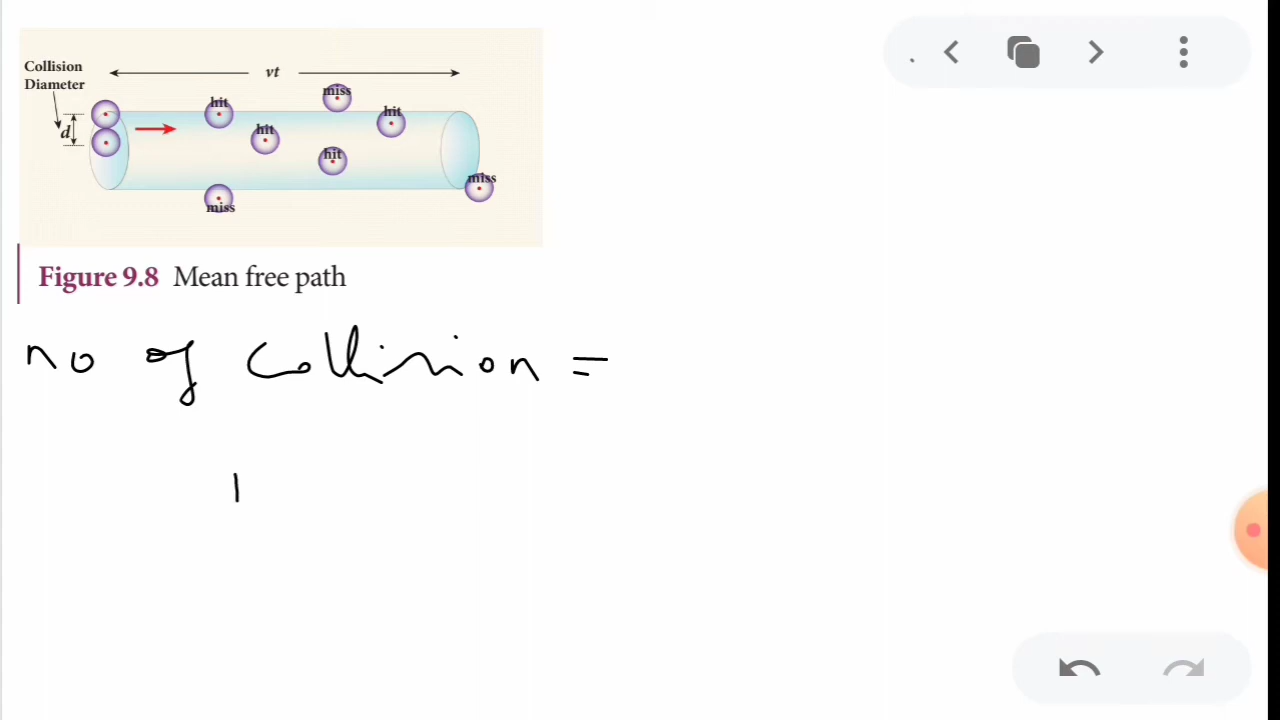 Collision
Diameter
vt
d
hit
hit
miss
hit
hit
miss
miss
Figure 9.8 Mean free path
no of collision =